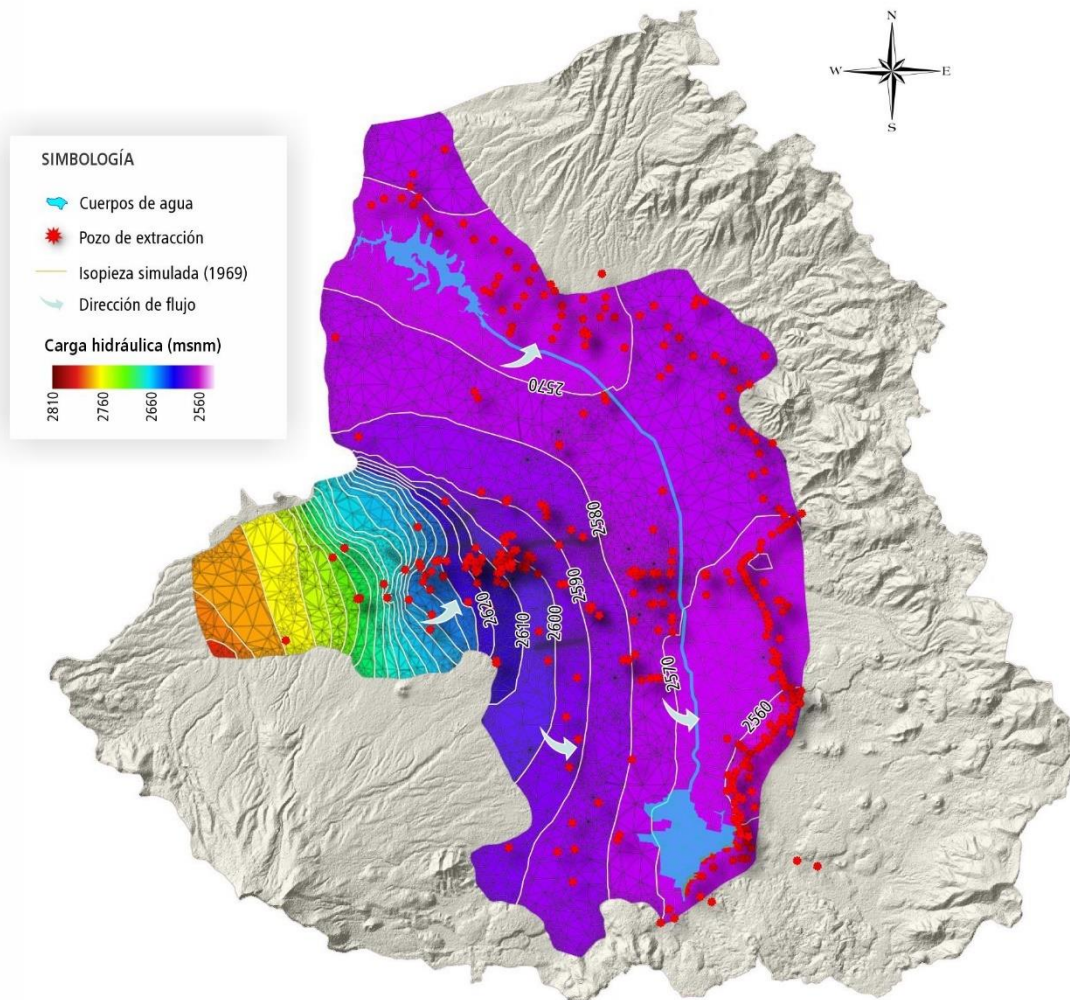 N
W E
S
SIMBOLOGÍA
Cuerpos de agua
Pozo de extracción
Isopieza simulada (1969)
Dirección de flujo
Carga hidráulica (msnm)
2810
2760
2660
2560
2570
2580
2590
2620
2610
2600
2570
2560